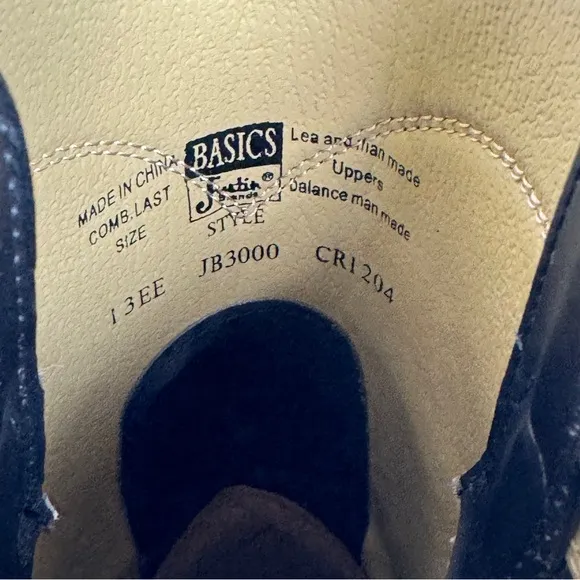 MADE IN CHINA
COMB.LAST
SIZE
13EE
BASICS
Justin®
Brands
STYLE
JB3000
Lea and man made
Uppers
balance man made
CR1204